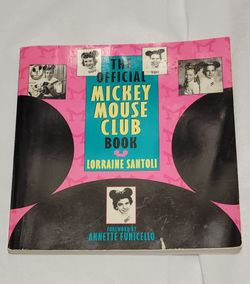 THE
OFFICIAL
MICKEY
MOUSE
CLUB
BOOK
LORRAINE SANTOLI
FOREWORD BY
ANNETTE FUNICELLO